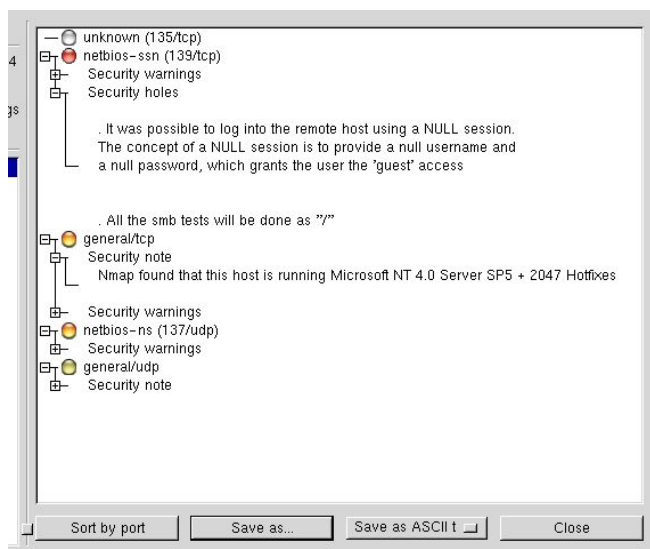 unknown (135/tcp)
4
netbios-ssn (139/tcp)
Security warnings
gs
Security holes
. It was possible to log into the remote host using a NULL session.
The concept of a NULL session is to provide a null username and
a null password, which grants the user the 'guest' access
. All the smb tests will be done as "/"
general/tcp
Security note
Nmap found that this host is running Microsoft NT 4.0 Server SP5 + 2047 Hotfixes
Security warnings
netbios-ns (137/udp)
Security warnings
general/udp
Security note
Sort by port
Save as...
Save as ASCII t
Close